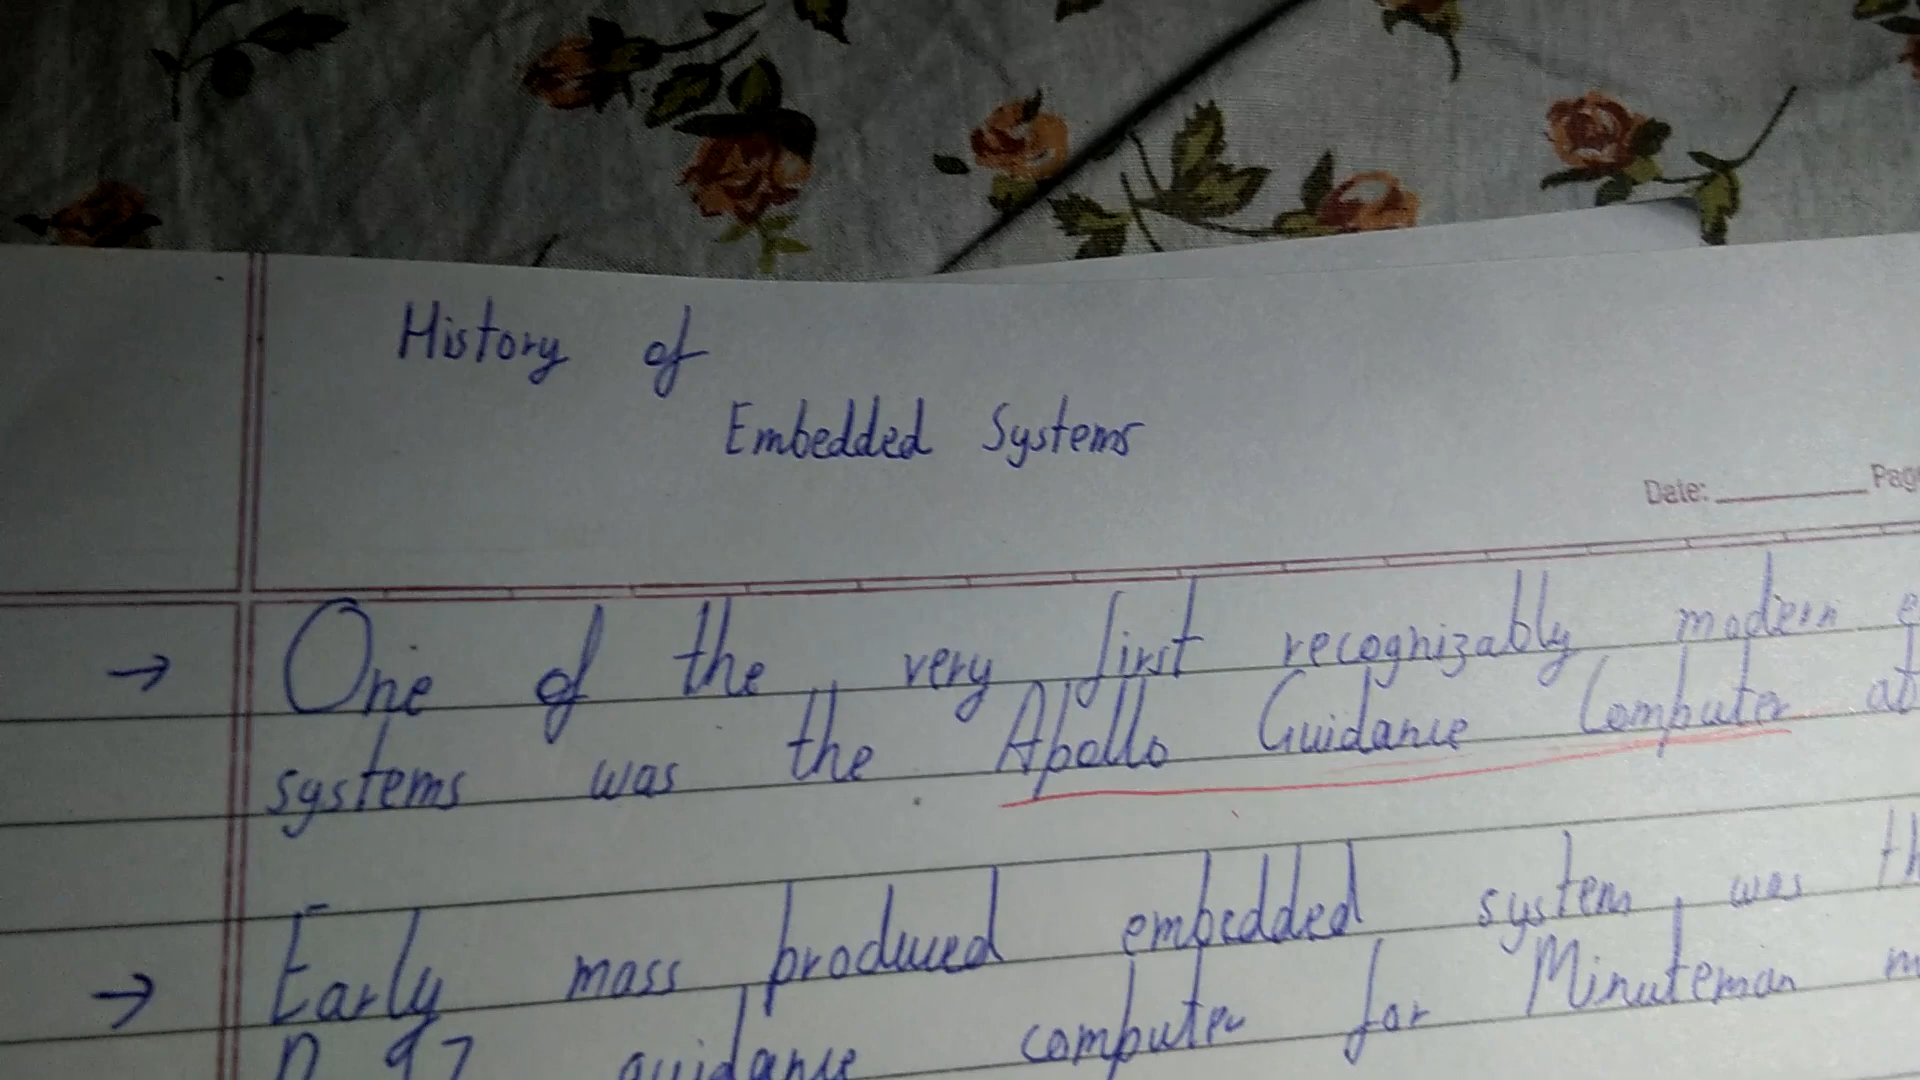 History of
Embedded Systems
Date:
One of the very first recognizably modern
systems was the Apollo Guidance Computer at
→ Early mass produced embedded system, was
guidance computer for Minuteman